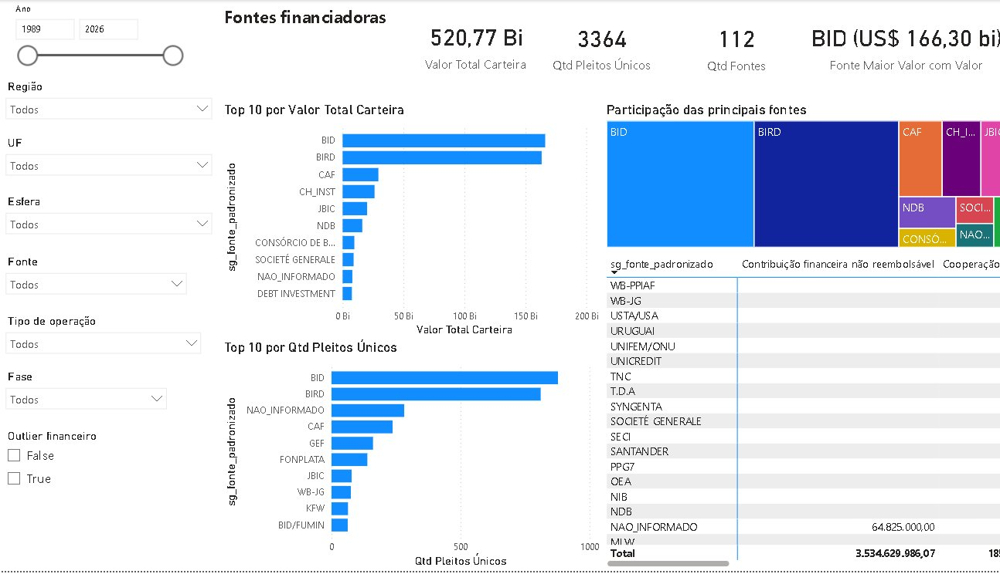 Ano
1989
2026
Região
Todos
UF
Todos
Esfera
Todos
Fonte
Todos
Tipo de operação
Todos
Fase
Todos
Outlier financeiro
False
True
Fontes financiadoras
520,77 Bi
Valor Total Carteira
3364
Qtd Pleitos Únicos
112
Qtd Fontes
BID (US$ 166,30 bi)
Fonte Maior Valor com Valor
Top 10 por Valor Total Carteira
sg_fonte_padronizado
BID
BIRD
CAF
CH_INST
JBIC
NDB
CONSÓRCIO DE B...
SOCIETÉ GENERALE
NAO_INFORMADO
DEBT INVESTMENT
0 Bi 50 Bi 100 Bi 150 Bi 200 Bi
Valor Total Carteira
Top 10 por Qtd Pleitos Únicos
sg_fonte_padronizado
BID
BIRD
NAO_INFORMADO
CAF
GEF
FONPLATA
JBIC
WB-JG
KFW
BID/FUMIN
0 500 1000
Qtd Pleitos Únicos
Participação das principais fontes
BID
BIRD
CAF
CH_I...
JBIC
NDB
SOCI...
CONSÓ...
NAO...
sg_fonte_padronizado Contribuição financeira não reembolsável Cooperação
WB-PPIAF
WB-JG
USTA/USA
URUGUAI
UNIFEM/ONU
UNICREDIT
TNC
T.D.A
SYNGENTA
SOCIETÉ GENERALE
SECI
SANTANDER
PPG7
OEA
NIB
NDB
NAO_INFORMADO 64.825.000,00
MLW
Total 3.534.629.986,07 185